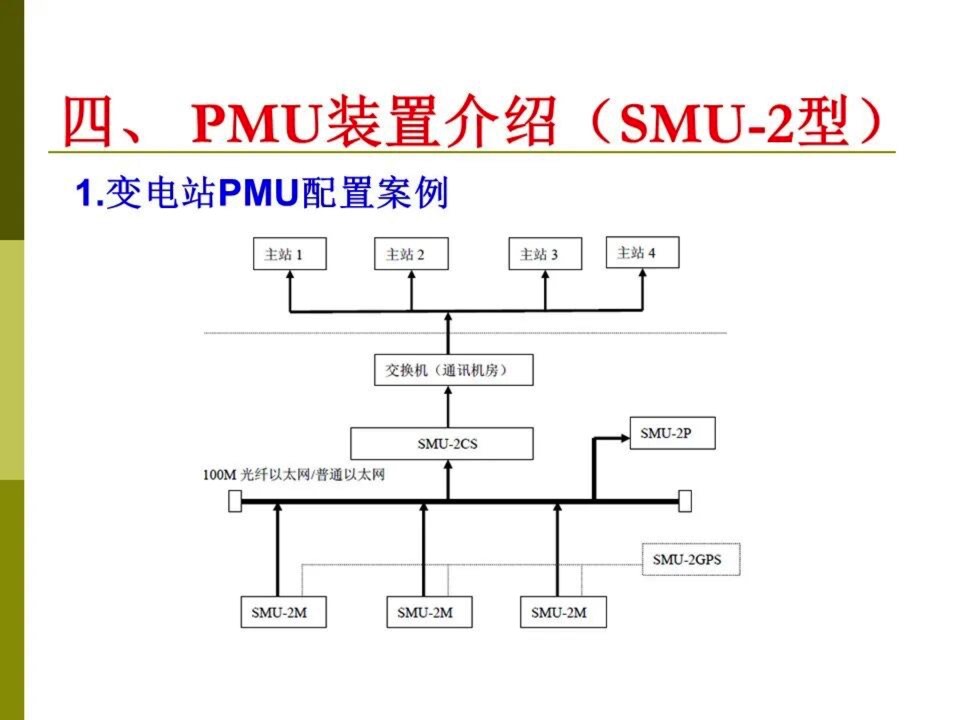 四、 PMU装置介绍（SMU-2型）
1.变电站PMU配置案例
主站 1
主站 2
主站 3
主站 4
交换机（通讯机房）
SMU-2CS
SMU-2P
100M 光纤以太网/普通以太网
SMU-2GPS
SMU-2M
SMU-2M
SMU-2M